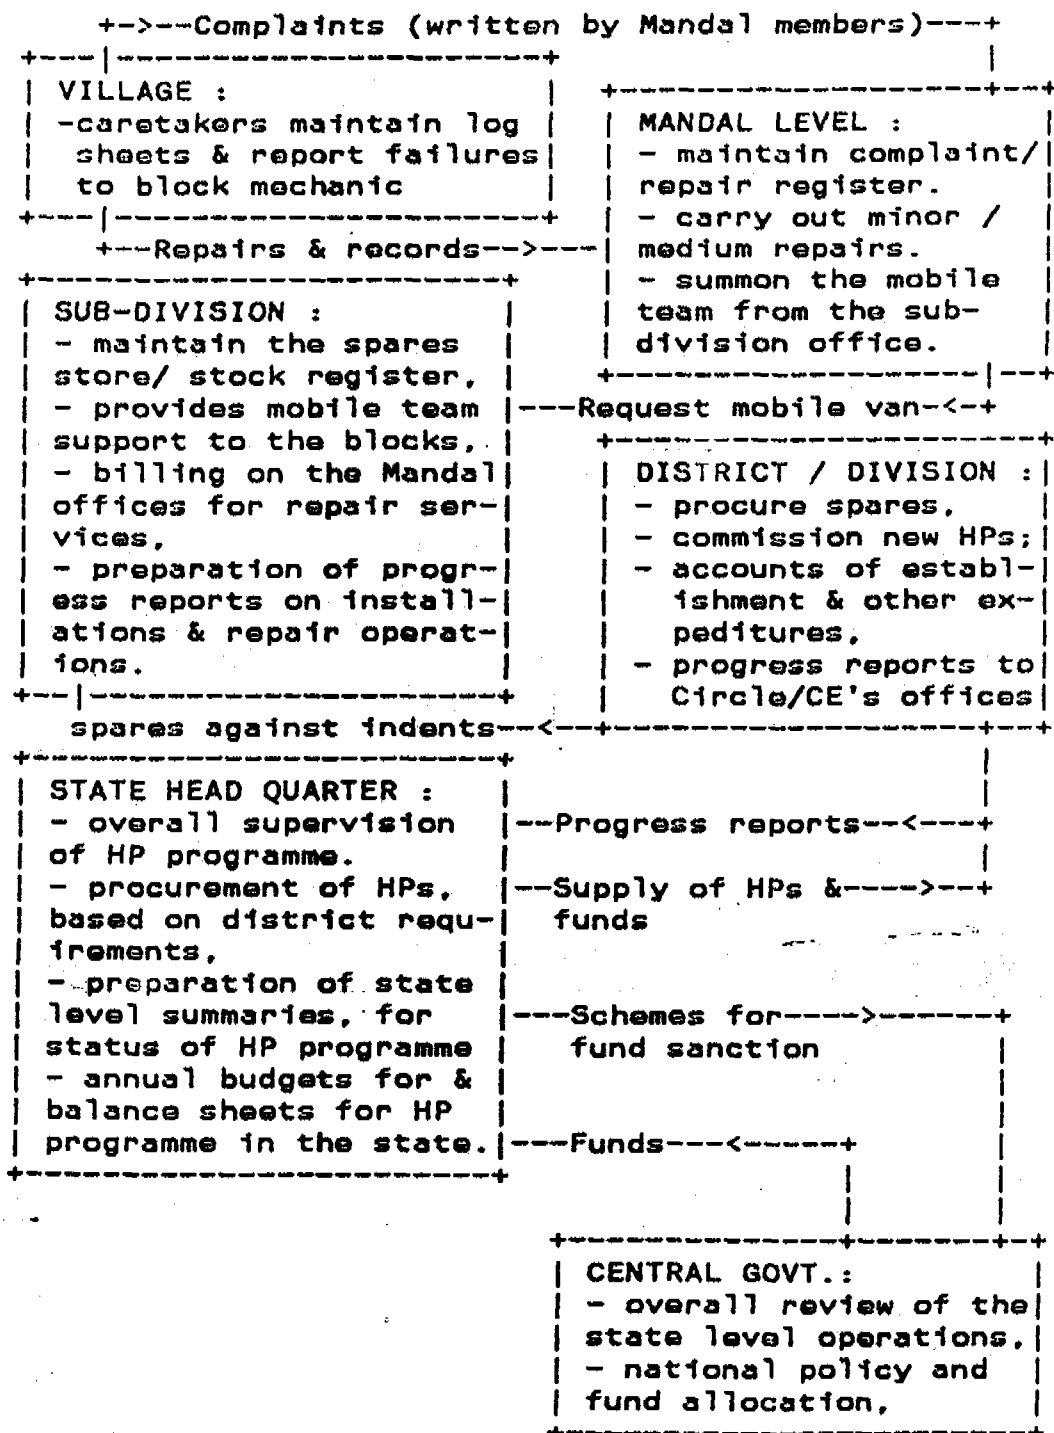 Complaints (written by Mandal members)
VILLAGE :
-caretakers maintain log
sheets & report failures
to block mechanic
MANDAL LEVEL :
- maintain complaint/
repair register.
- carry out minor /
medium repairs.
- summon the mobile
team from the sub-
division office.
Repairs & records
SUB-DIVISION :
- maintain the spares
store/ stock register,
- provides mobile team
support to the blocks,
- billing on the Mandal
offices for repair ser-
vices,
- preparation of progr-
ess reports on install-
ations & repair operat-
ions.
Request mobile van
DISTRICT / DIVISION :
- procure spares,
- commission new HPs;
- accounts of establ-
ishment & other ex-
peditures,
- progress reports to
Circle/CE's offices
spares against indents
STATE HEAD QUARTER :
- overall supervision
of HP programme.
- procurement of HPs,
based on district requ-
irements,
- preparation of state
level summaries, for
status of HP programme
- annual budgets for &
balance sheets for HP
programme in the state.
Progress reports
Supply of HPs &
funds
Schemes for
fund sanction
Funds
CENTRAL GOVT.:
- overall review of the
state level operations,
- national policy and
fund allocation,